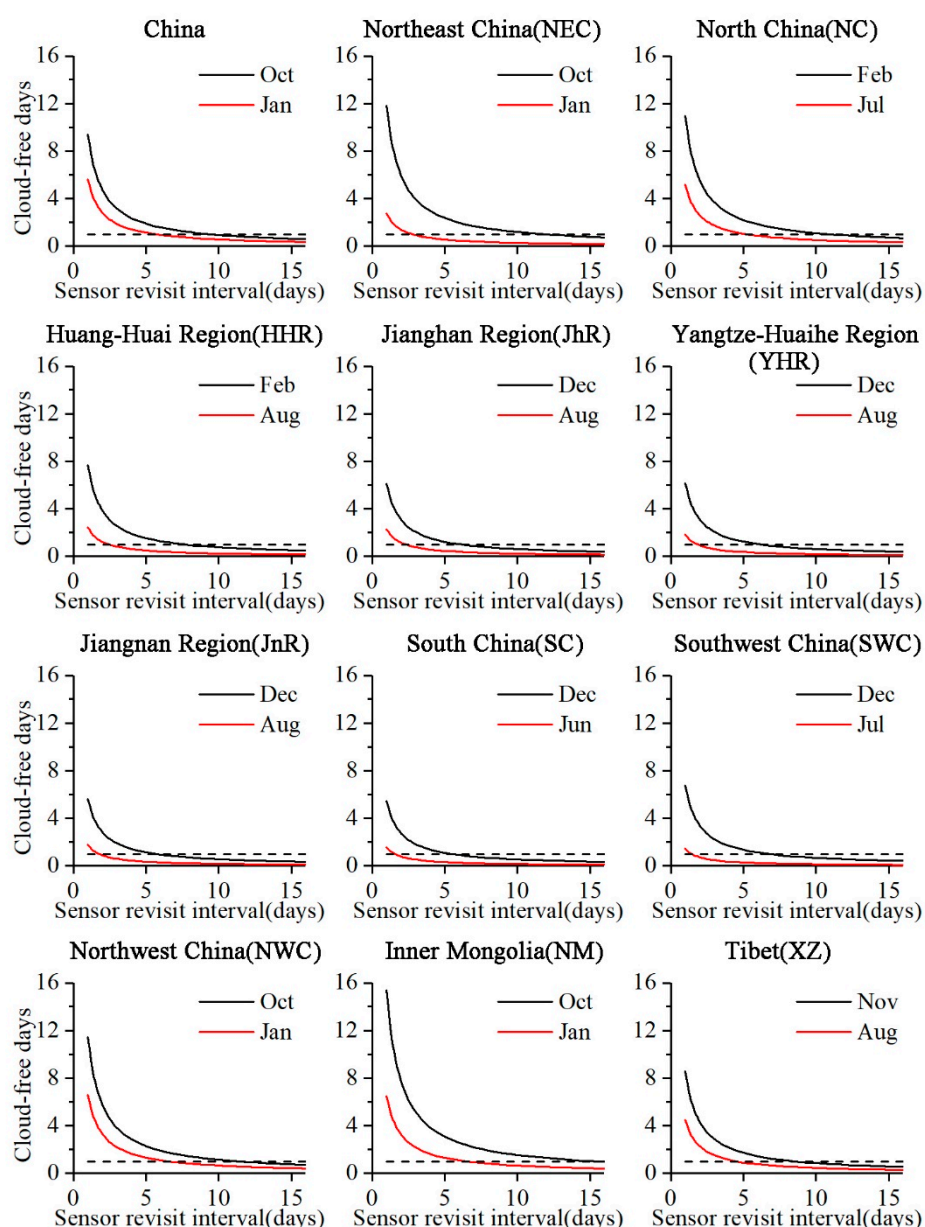 China
Northeast China(NEC)
North China(NC)
16
12
8
4
0
Cloud-free days
Oct
Jan
0
5
10
15
Sensor revisit interval(days)
16
12
8
4
0
Oct
Jan
0
5
10
15
Sensor revisit interval(days)
16
12
8
4
0
Feb
Jul
0
5
10
15
Sensor revisit interval(days)
Huang-Huai Region(HHR)
Jianghan Region(JhR)
Yangtze-Huaihe Region
(YHR)
16
12
8
4
0
Cloud-free days
Feb
Aug
0
5
10
15
Sensor revisit interval(days)
16
12
8
4
0
Dec
Aug
0
5
10
15
Sensor revisit interval(days)
16
12
8
4
0
Dec
Aug
0
5
10
15
Sensor revisit interval(days)
Jiangnan Region(JnR)
South China(SC)
Southwest China(SWC)
16
12
8
4
0
Cloud-free days
Dec
Aug
0
5
10
15
Sensor revisit interval(days)
16
12
8
4
0
Dec
Jun
0
5
10
15
Sensor revisit interval(days)
16
12
8
4
0
Dec
Jul
0
5
10
15
Sensor revisit interval(days)
Northwest China(NWC)
Inner Mongolia(NM)
Tibet(XZ)
16
12
8
4
0
Cloud-free days
Oct
Jan
0
5
10
15
Sensor revisit interval(days)
16
12
8
4
0
Oct
Jan
0
5
10
15
Sensor revisit interval(days)
16
12
8
4
0
Nov
Aug
0
5
10
15
Sensor revisit interval(days)